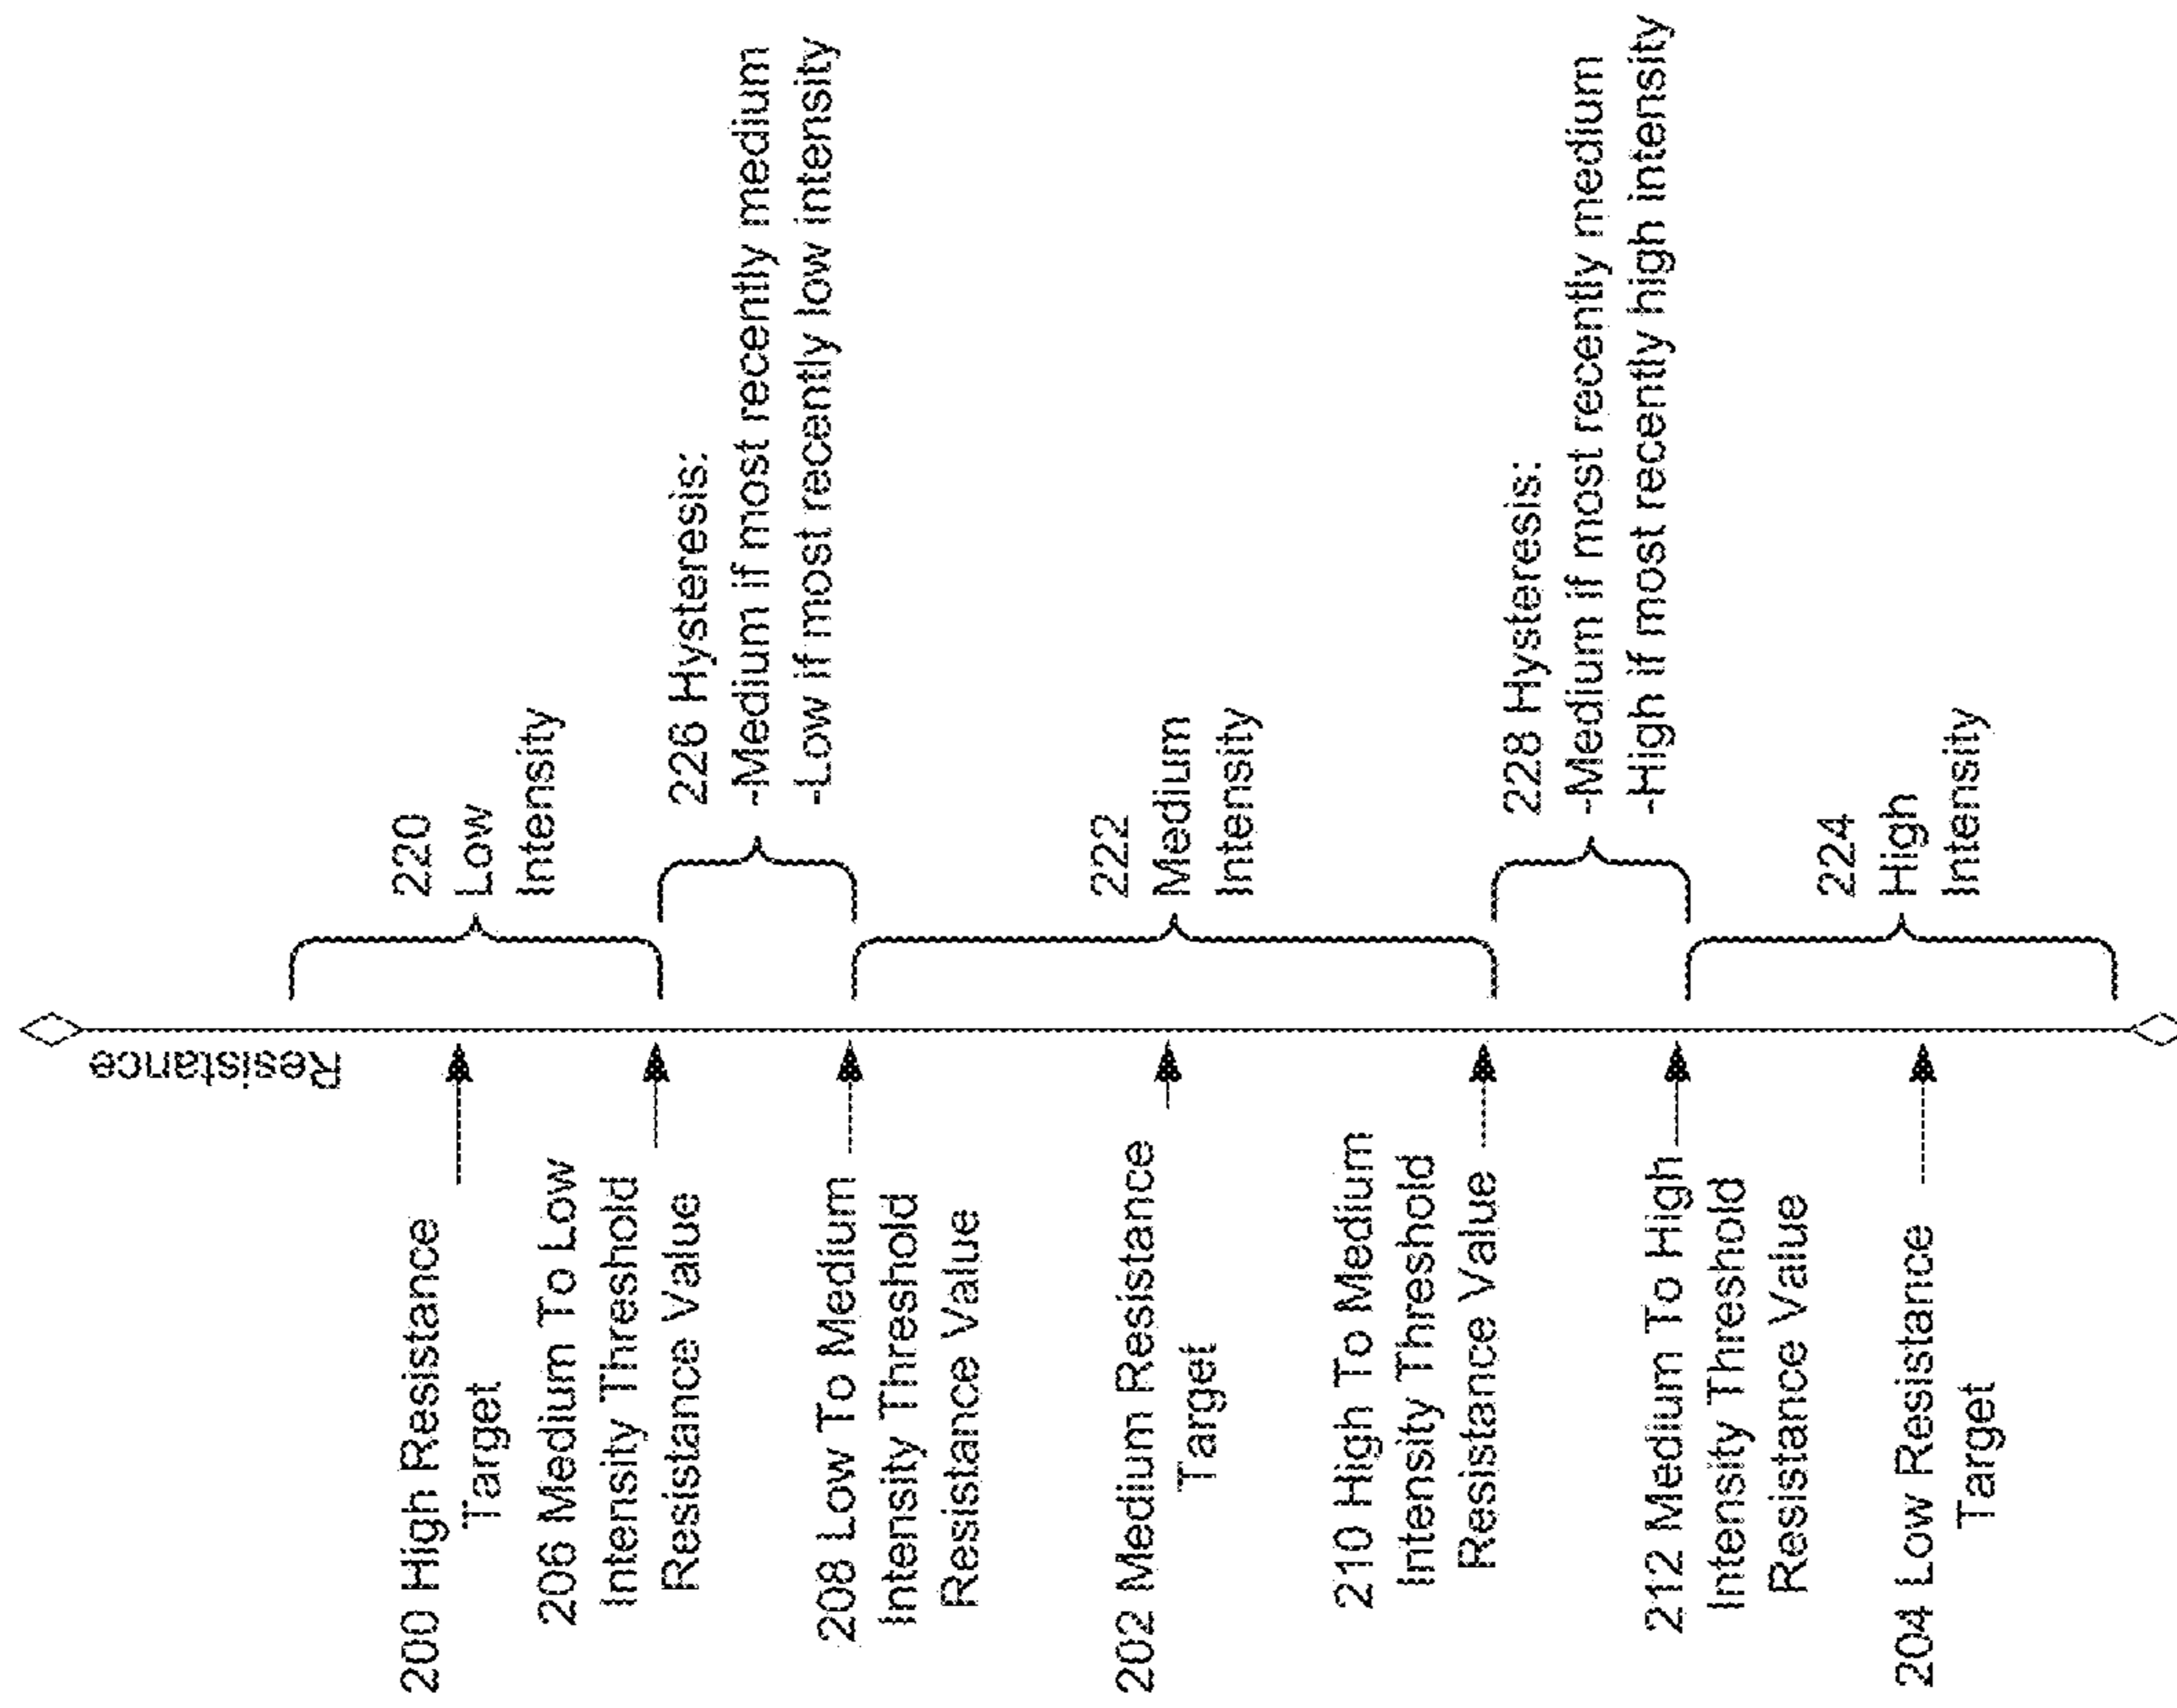 Resistance
200 High Resistance
Target
206 Medium To Low
Intensity Threshold
Resistance Value
208 Low To Medium
Intensity Threshold
Resistance Value
202 Medium Resistance
Target
210 High To Medium
Intensity Threshold
Resistance Value
212 Medium To High
Intensity Threshold
Resistance Value
204 Low Resistance
Target
220
Low
Intensity
226 Hysteresis:
-Medium if most recently medium
-Low if most recently low intensity
222
Medium
Intensity
228 Hysteresis:
-Medium if most recently medium
-High if most recently high intensity
224
High
Intensity